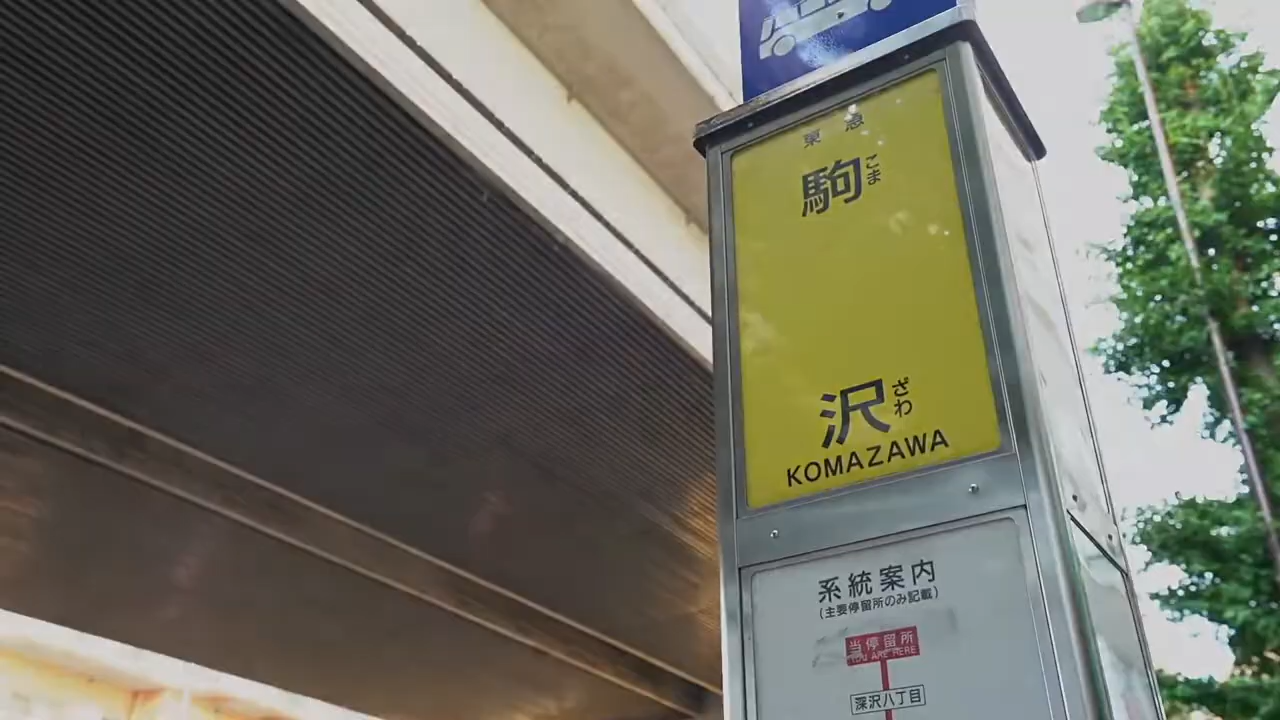 東急
駒こま
沢ざわ
KOMAZAWA
系統案内
(主要停留所のみ記載)
当停留所
YOU ARE HERE
深沢八丁目